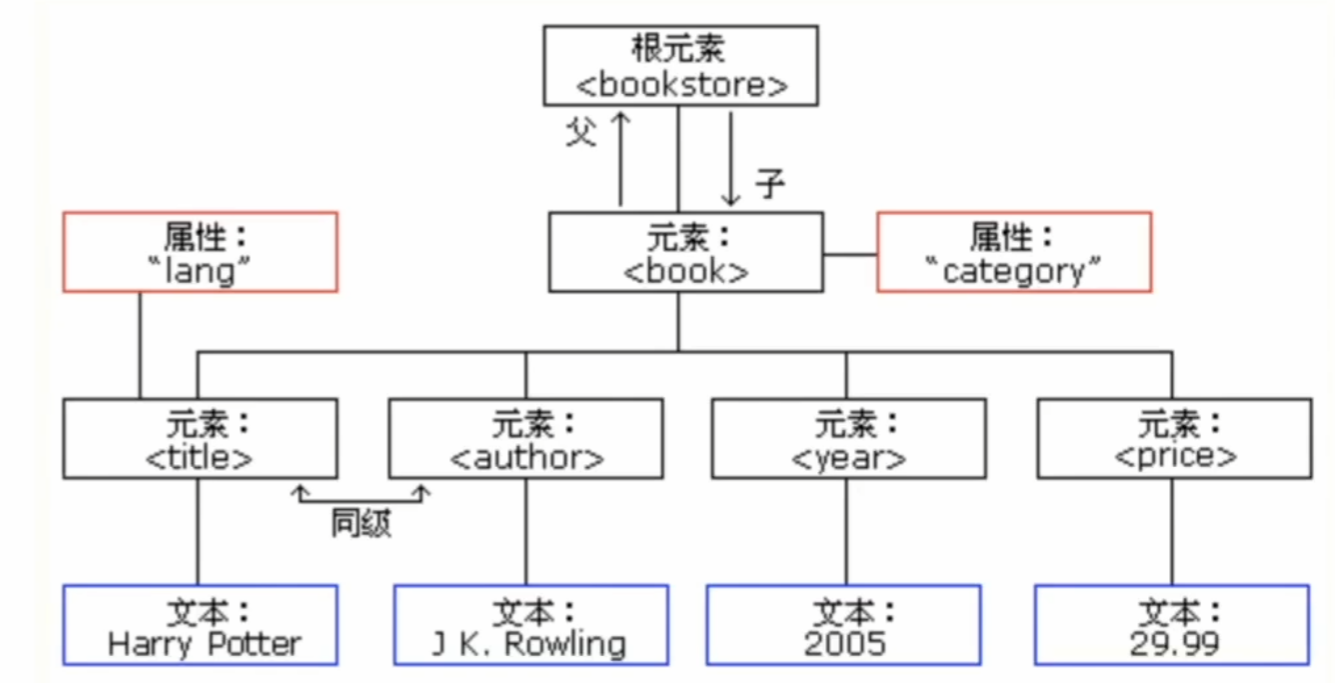 根元素
<bookstore>
父
子
属性：
“lang”
元素：
<book>
属性：
“category”
元素：
<title>
元素：
<author>
元素：
<year>
元素：
<price>
同级
文本：
Harry Potter
文本：
J K. Rowling
文本：
2005
文本：
29.99